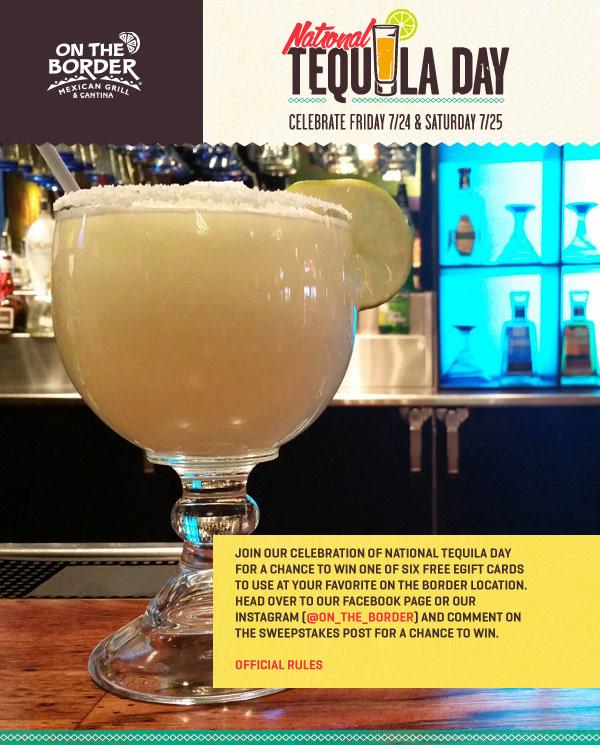 ON THE
BORDER
MEXICAN GRILL
& CANTINA
National
TEQUILA DAY
CELEBRATE FRIDAY 7/24 & SATURDAY 7/25
JOIN OUR CELEBRATION OF NATIONAL TEQUILA DAY
FOR A CHANCE TO WIN ONE OF SIX FREE EGIFT CARDS
TO USE AT YOUR FAVORITE ON THE BORDER LOCATION.
HEAD OVER TO OUR FACEBOOK PAGE OR OUR
INSTAGRAM (@ON_THE_BORDER) AND COMMENT ON
THE SWEEPSTAKES POST FOR A CHANCE TO WIN.
OFFICIAL RULES